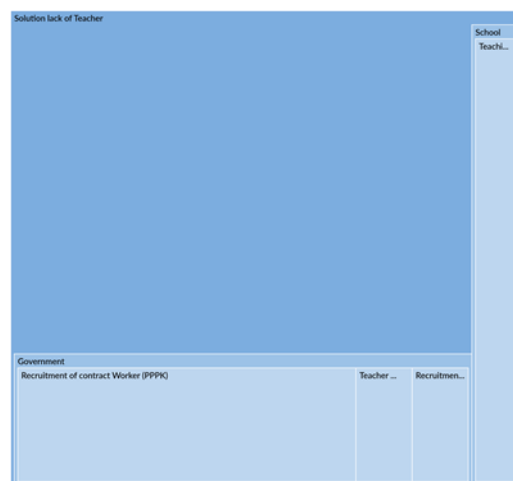 Solution lack of Teacher
School
Teachi...
Government
Recruitment of contract Worker (PPPK)
Teacher ...
Recruitmen...